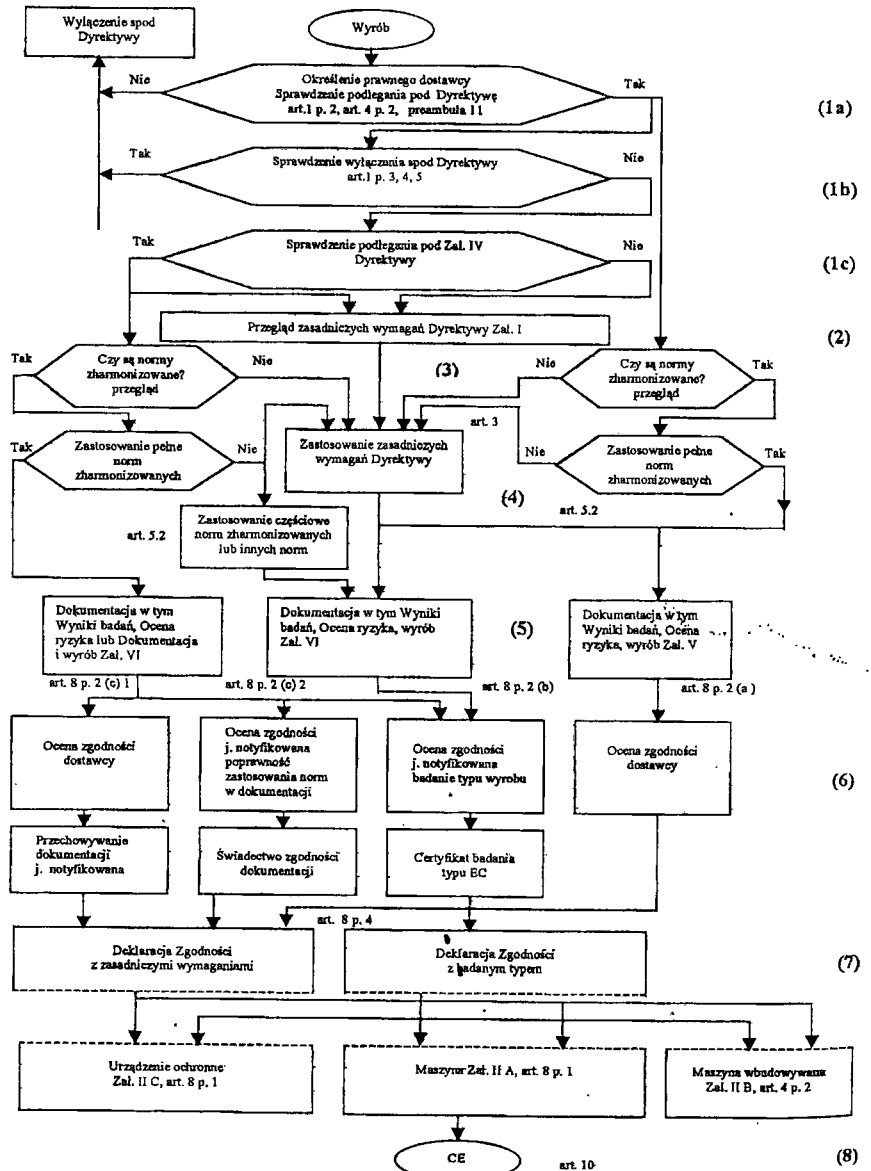 Wyłączenie spod
Dyrektywy
Wyrób
Nie
Określenie prawnego dostawcy
Sprawdzenie podlegania pod Dyrektywę
art.1 p. 2, art. 4 p. 2, preambuła 11
Tak
(1a)
Tak
Sprawdzenie wyłączenia spod Dyrektywy
art.1 p. 3, 4, 5
Nie
(1b)
Tak
Sprawdzenie podlegania pod Zał. IV
Dyrektywy
Nie
(1c)
Przegląd zasadniczych wymagań Dyrektywy Zał. I
(2)
Tak
Czy są normy
zharmonizowane?
przegląd
Nie
(3)
Nie
Czy są normy
zharmonizowane?
przegląd
Tak
Tak
Zastosowanie pełne
norm
zharmonizowanych
Nie
Zastosowanie zasadniczych
wymagań Dyrektywy
art. 3
Nie
Zastosowanie pełne
norm
zharmonizowanych
Tak
(4)
art. 5.2
art. 5.2
Zastosowanie częściowe
norm zharmonizowanych
lub innych norm
Dokumentacja w tym
Wyniki badań, Ocena
ryzyka lub Dokumentacja
i wyrób Zał. VI
Dokumentacja w tym Wyniki
badań, Ocena ryzyka, wyrób
Zał. VI
(5)
Dokumentacja w tym
Wyniki badań, Ocena
ryzyka, wyrób Zał. V
art. 8 p. 2 (c) 1
art. 8 p. 2 (c) 2
art. 8 p. 2 (b)
art. 8 p. 2 (a )
Ocena zgodności
dostawcy
Ocena zgodności
j. notyfikowana
poprawność
zastosowania norm
w dokumentacji
Ocena zgodności
j. notyfikowana
badanie typu wyrobu
Ocena zgodności
dostawcy
(6)
Przechowywanie
dokumentacji
j. notyfikowana
Świadectwo zgodności
dokumentacji
Certyfikat badania
typu EC
art. 8 p. 4
Deklaracja Zgodności
z zasadniczymi wymaganiami
Deklaracja Zgodności
z badanym typem
(7)
Urządzenie ochronne
Zał. II C, art. 8 p. 1
Maszyna Zał. II A, art. 8 p. 1
Maszyna wbudowywana
Zał. II B, art. 4 p. 2
CE
art. 10
(8)